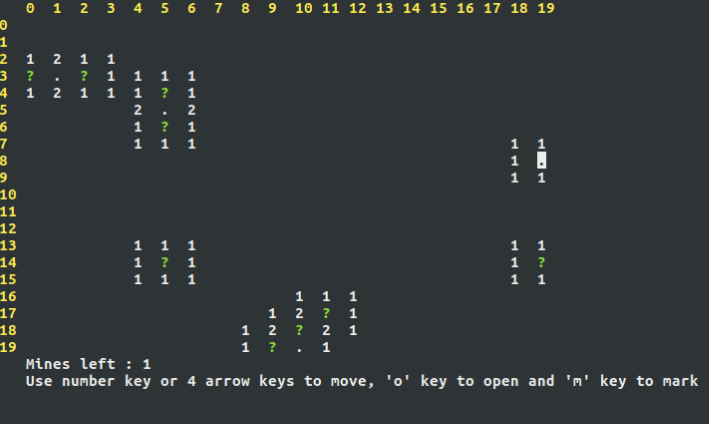 0 1 2 3 4 5 6 7 8 9 10 11 12 13 14 15 16 17 18 19
0
1
2 1 2 1 1
3 ? . ? 1 1 1 1
4 1 2 1 1 1 ? 1
5 2 . 2
6 1 ? 1
7 1 1 1 1 1
8 1 .
9 1 1
10
11
12
13 1 1 1 1 1
14 1 ? 1 1 ?
15 1 1 1 1 1
16 1 1 1
17 1 2 ? 1
18 1 2 ? 2 1
19 1 ? . 1
Mines left : 1
Use number key or 4 arrow keys to move, 'o' key to open and 'm' key to mark